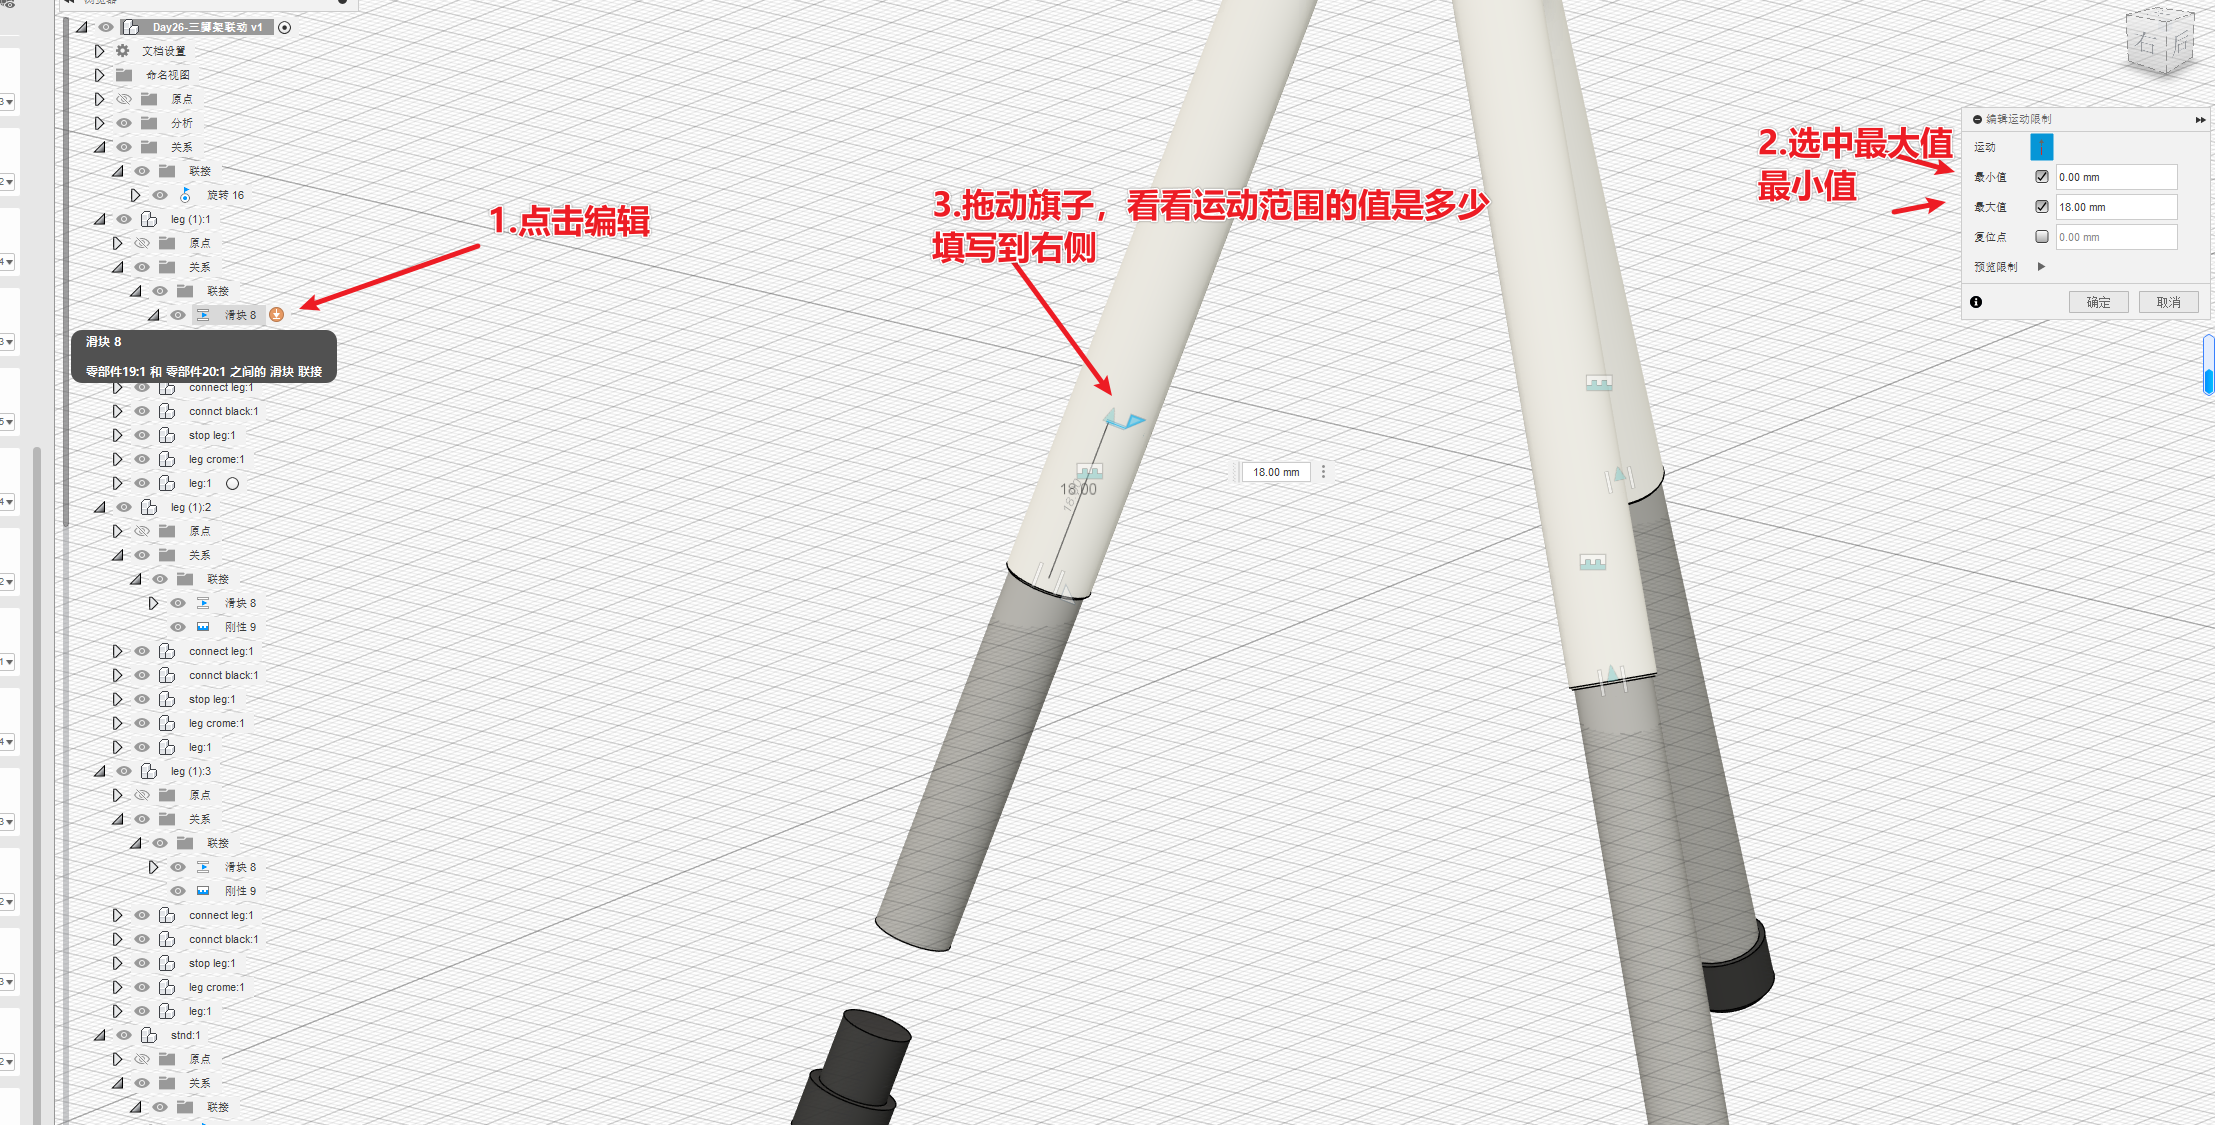 Day26-三脚架联动 v1
文档设置
命名视图
原点
分析
关系
联接
旋转 16
leg (1):1
原点
关系
联接
滑块 8
滑块 8
零部件19:1 和 零部件20:1 之间的 滑块 联接
connect leg:1
connct black:1
stop leg:1
leg crome:1
leg:1
leg (1):2
原点
关系
联接
滑块 8
刚性 9
connect leg:1
connct black:1
stop leg:1
leg crome:1
leg:1
leg (1):3
原点
关系
联接
滑块 8
刚性 9
connect leg:1
connct black:1
stop leg:1
leg crome:1
leg:1
stnd:1
原点
关系
联接
1.点击编辑
3.拖动旗子，看看运动范围的值是多少
填写到右侧
18.00
18.00 mm
2.选中最大值
最小值
右
后
编辑运动限制
运动
最小值 0.00 mm
最大值 18.00 mm
复位点 0.00 mm
预览限制
确定 取消